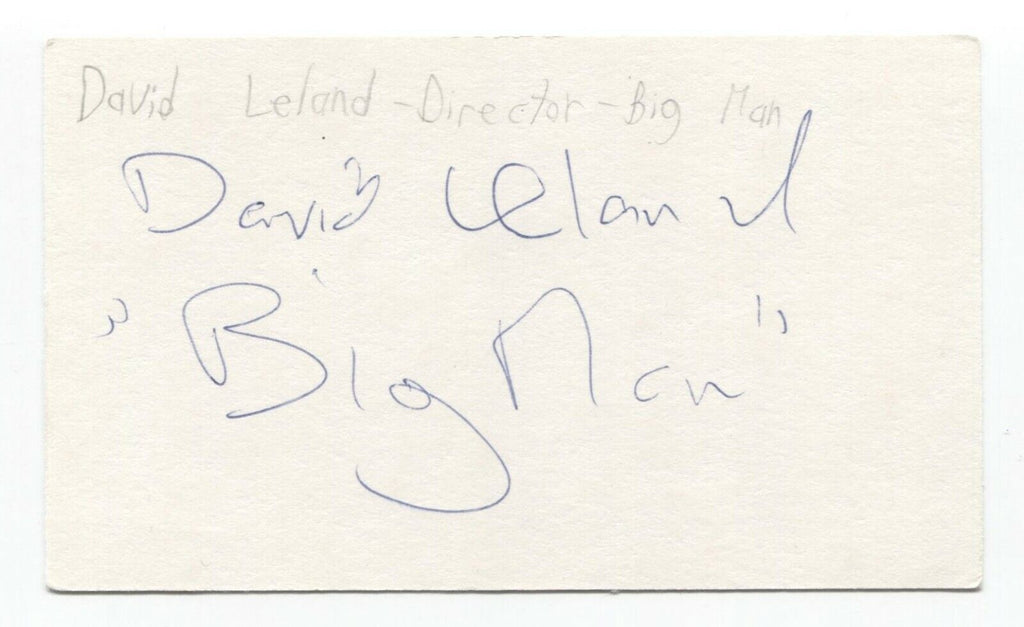 David Leland - Director - Big Man
David Leland
"Big Man"